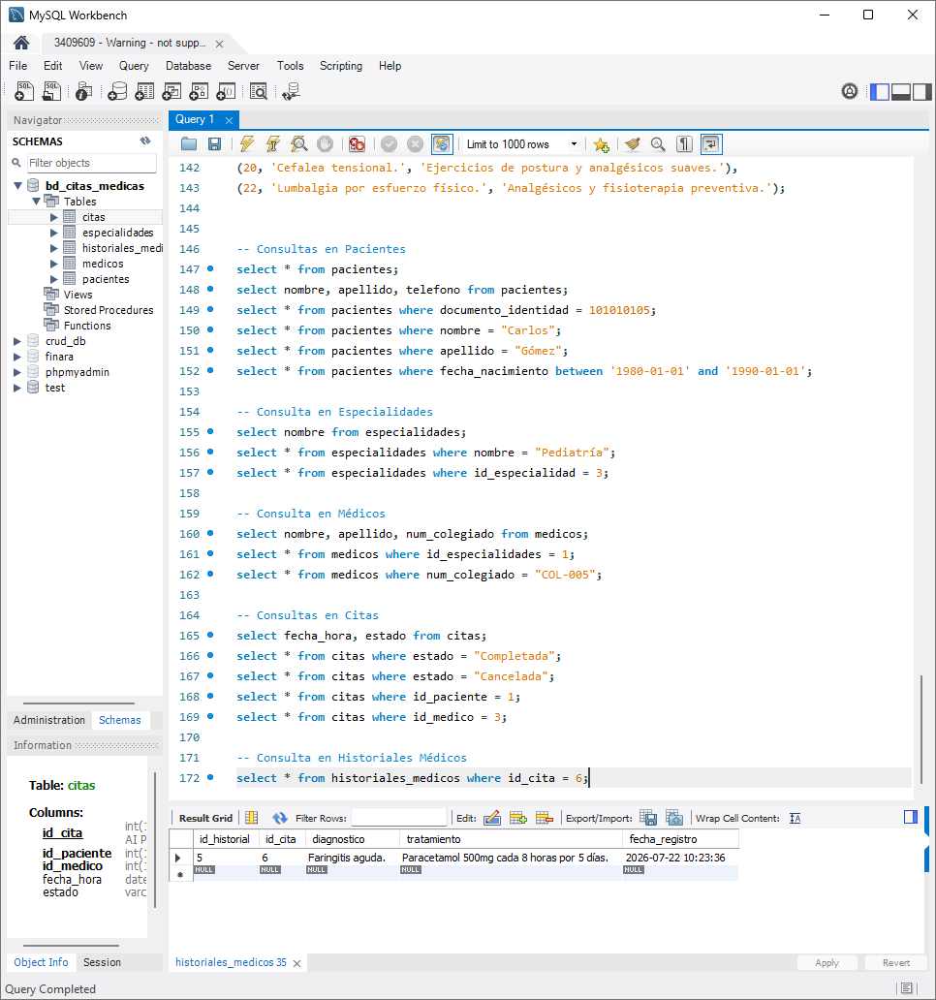 MySQL Workbench
3409609 - Warning - not supp...
File Edit View Query Database Server Tools Scripting Help
Navigator
SCHEMAS
Filter objects
bd_citas_medicas
Tables
citas
especialidades
historiales_medi
medicos
pacientes
Views
Stored Procedures
Functions
crud_db
finara
phpmyadmin
test
Administration Schemas
Information
Table: citas
Columns:
id_cita int(1
AI P
id_paciente int(1
id_medico int(1
fecha_hora date
estado varc
Object Info Session
Query 1
Limit to 1000 rows
142 (20, 'Cefalea tensional.', 'Ejercicios de postura y analgésicos suaves.'),
143 (22, 'Lumbalgia por esfuerzo físico.', 'Analgésicos y fisioterapia preventiva.');
144
145
146 -- Consultas en Pacientes
147 select * from pacientes;
148 select nombre, apellido, telefono from pacientes;
149 select * from pacientes where documento_identidad = 101010105;
150 select * from pacientes where nombre = "Carlos";
151 select * from pacientes where apellido = "Gómez";
152 select * from pacientes where fecha_nacimiento between '1980-01-01' and '1990-01-01';
153
154 -- Consulta en Especialidades
155 select nombre from especialidades;
156 select * from especialidades where nombre = "Pediatría";
157 select * from especialidades where id_especialidad = 3;
158
159 -- Consulta en Médicos
160 select nombre, apellido, num_colegiado from medicos;
161 select * from medicos where id_especialidades = 1;
162 select * from medicos where num_colegiado = "COL-005";
163
164 -- Consultas en Citas
165 select fecha_hora, estado from citas;
166 select * from citas where estado = "Completada";
167 select * from citas where estado = "Cancelada";
168 select * from citas where id_paciente = 1;
169 select * from citas where id_medico = 3;
170
171 -- Consulta en Historiales Médicos
172 select * from historiales_medicos where id_cita = 6;
Result Grid Filter Rows: Edit: Export/Import: Wrap Cell Content:
id_historial id_cita diagnostico tratamiento fecha_registro
5 6 Faringitis aguda. Paracetamol 500mg cada 8 horas por 5 días. 2026-07-22 10:23:36
NULL NULL NULL NULL NULL
historiales_medicos 35
Apply Revert
Query Completed